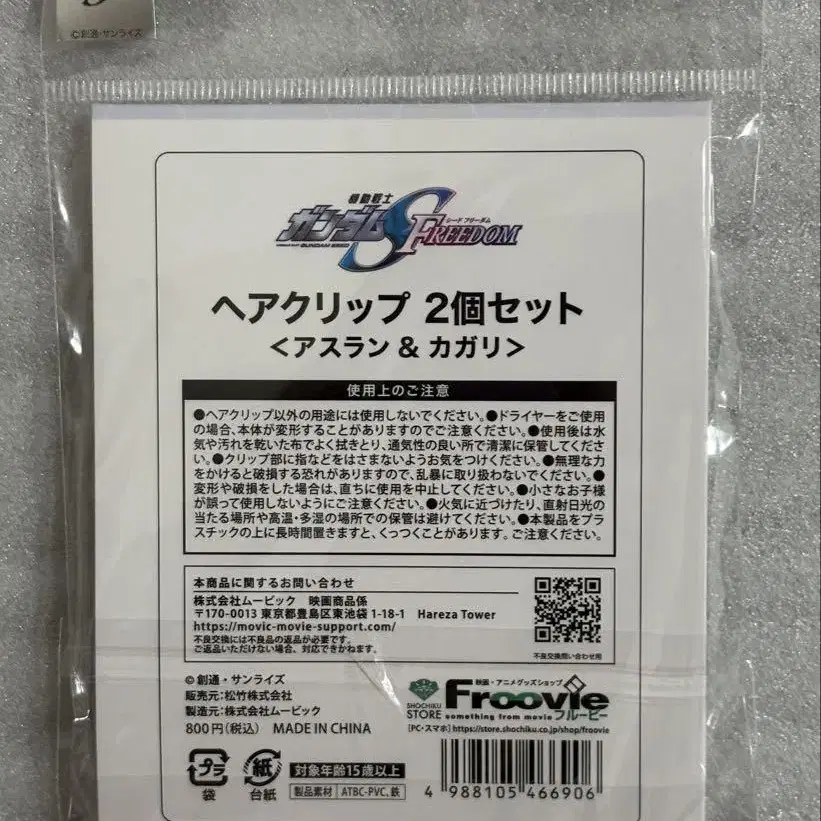 ©創通・サンライズ
機動戦士
ガンダムSEED FREEDOM
シード フリーダム
ヘアクリップ 2個セット
<アスラン & カガリ>
使用上のご注意
●ヘアクリップ以外の用途には使用しないでください。●ドライヤーをご使用
の場合、本体が変形することがありますのでご注意ください。●使用後は水
気や汚れを乾いた布でよく拭きとり、通気性の良い所で清潔に保管してくださ
い。●クリップ部に指などをはさまないようお気をつけください。●無理な力
をかけると破損する恐れがありますので、乱暴に取り扱わないでください。●
変形や破損をした場合は、直ちに使用を中止してください。●小さなお子様
が誤って使用しないようにご注意ください。●火気に近づけたり、直射日光の
当たる場所や高温・多湿の場所での保管は避けてください。●本製品をプラ
スチックの上に長時間置きますと、くっつくことがあります。ご注意ください。
本商品に関するお問い合わせ
株式会社ムービック 映画商品係
〒170-0013 東京都豊島区東池袋 1-18-1 Hareza Tower
https://movic-movie-support.com/
不良交換には不良品の返品が必要です。
ご返品いただけない場合、対応できかねます。
不良交換問い合わせ用
© 創通・サンライズ
販売元:松竹株式会社
製造元:株式会社ムービック
800円(税込) MADE IN CHINA
映画・アニメグッズショップ
SHOCHIKU STORE
Froovie
something from movie フルービー
[PC・スマホ] https://store.shochiku.co.jp/shop/froovie
プラ
袋
紙
台紙
対象年齢15歳以上
製品素材 ATBC-PVC、鉄
4 988105 466906